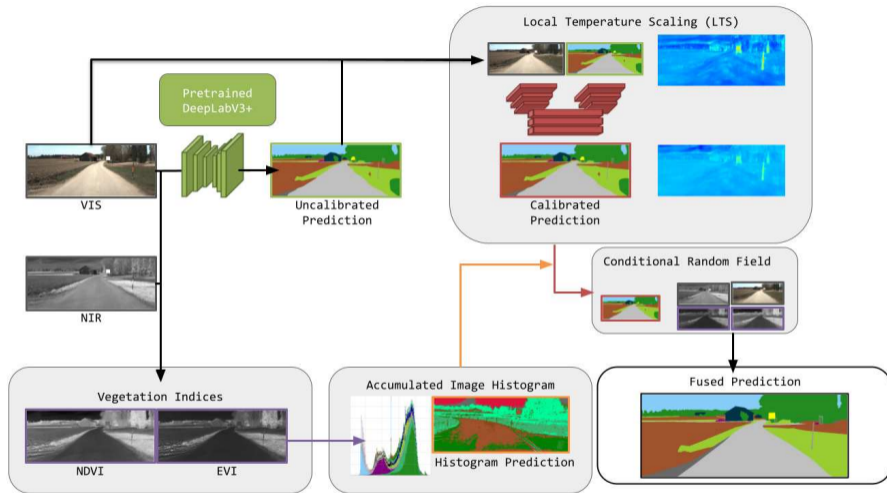 Local Temperature Scaling (LTS)
Pretrained
DeepLabV3+
VIS
Uncalibrated
Prediction
Calibrated
Prediction
NIR
Conditional Random Field
Vegetation Indices
NDVI
EVI
Accumulated Image Histogram
Histogram Prediction
Fused Prediction